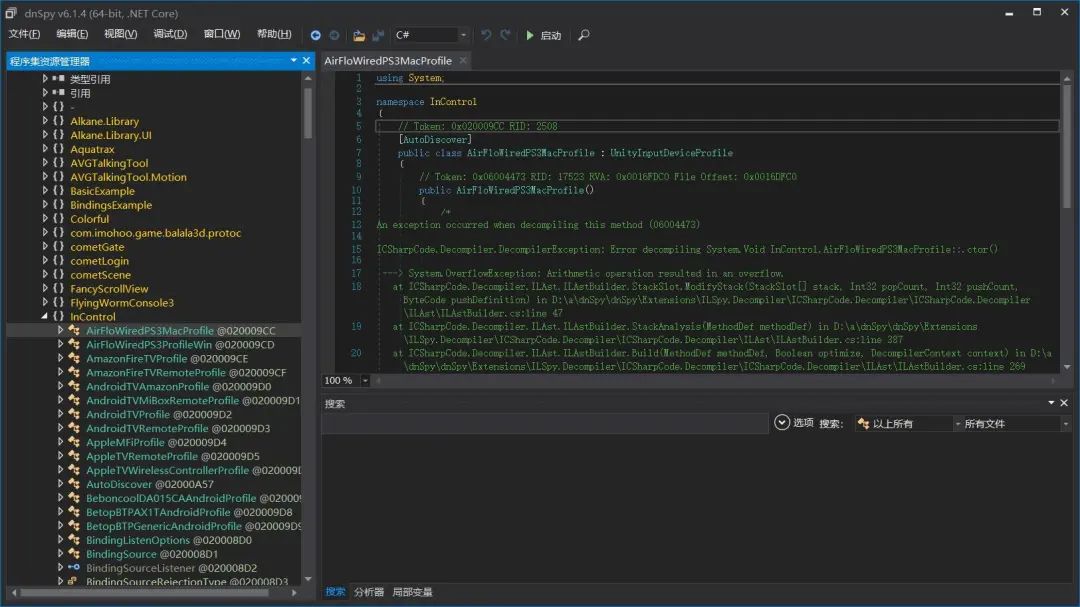 dnSpy v6.1.4 (64-bit, .NET Core)
文件(F) 编辑(E) 视图(V) 调试(D) 窗口(W) 帮助(H) C# 启动
程序集资源管理器
类型引用
引用
{ } -
{ } Alkane.Library
{ } Alkane.Library.UI
{ } Aquatrax
{ } AVGTalkingTool
{ } AVGTalkingTool.Motion
{ } BasicExample
{ } BindingsExample
{ } Colorful
{ } com.imohoo.game.balala3d.protoc
{ } cometGate
{ } cometLogin
{ } cometScene
{ } FancyScrollView
{ } FlyingWormConsole3
{ } InControl
AirFloWiredPS3MacProfile @020009CC
AirFloWiredPS3ProfileWin @020009CD
AmazonFireTVProfile @020009CE
AmazonFireTVRemoteProfile @020009CF
AndroidTVAmazonProfile @020009D0
AndroidTVMiBoxRemoteProfile @020009D1
AndroidTVProfile @020009D2
AndroidTVRemoteProfile @020009D3
AppleMFiProfile @020009D4
AppleTVRemoteProfile @020009D5
AppleTVWirelessControllerProfile @020009D
AutoDiscover @02000A57
BeboncoolDA015CAAndroidProfile @020009
BetopBTPAX1TAndroidProfile @020009D8
BetopBTPGenericAndroidProfile @020009D9
BindingListenOptions @020008D0
BindingSource @020008D1
BindingSourceListener @020008D2
BindingSourceRejectionType @020008D3
AirFloWiredPS3MacProfile
1 using System;
2
3 namespace InControl
4 {
5 // Token: 0x020009CC RID: 2508
6 [AutoDiscover]
7 public class AirFloWiredPS3MacProfile : UnityInputDeviceProfile
8 {
9 // Token: 0x06004473 RID: 17523 RVA: 0x0016FDC0 File Offset: 0x0016DFC0
10 public AirFloWiredPS3MacProfile()
11 {
12 /*
13 An exception occurred when decompiling this method (06004473)
14
15 ICSharpCode.Decompiler.DecompilerException: Error decompiling System.Void InControl.AirFloWiredPS3MacProfile::.ctor()
16
17 ---> System.OverflowException: Arithmetic operation resulted in an overflow.
18 at ICSharpCode.Decompiler.ILAst.ILAstBuilder.StackSlot.ModifyStack(StackSlot[] stack, Int32 popCount, Int32 pushCount,
ByteCode pushDefinition) in D:\a\dnSpy\dnSpy\Extensions\ILSpy.Decompiler\ICSharpCode.Decompiler\ICSharpCode.Decompiler
\ILAst\ILAstBuilder.cs:line 47
19 at ICSharpCode.Decompiler.ILAst.ILAstBuilder.StackAnalysis(MethodDef methodDef) in D:\a\dnSpy\dnSpy\Extensions
\ILSpy.Decompiler\ICSharpCode.Decompiler\ICSharpCode.Decompiler\ILAst\ILAstBuilder.cs:line 387
20 at ICSharpCode.Decompiler.ILAst.ILAstBuilder.Build(MethodDef methodDef, Boolean optimize, DecompilerContext context) in D:\a
\dnSpy\dnSpy\Extensions\ILSpy.Decompiler\ICSharpCode.Decompiler\ICSharpCode.Decompiler\ILAst\ILAstBuilder.cs:line 269
100 %
搜索
选项 搜索: 以上所有 所有文件
搜索 分析器 局部变量